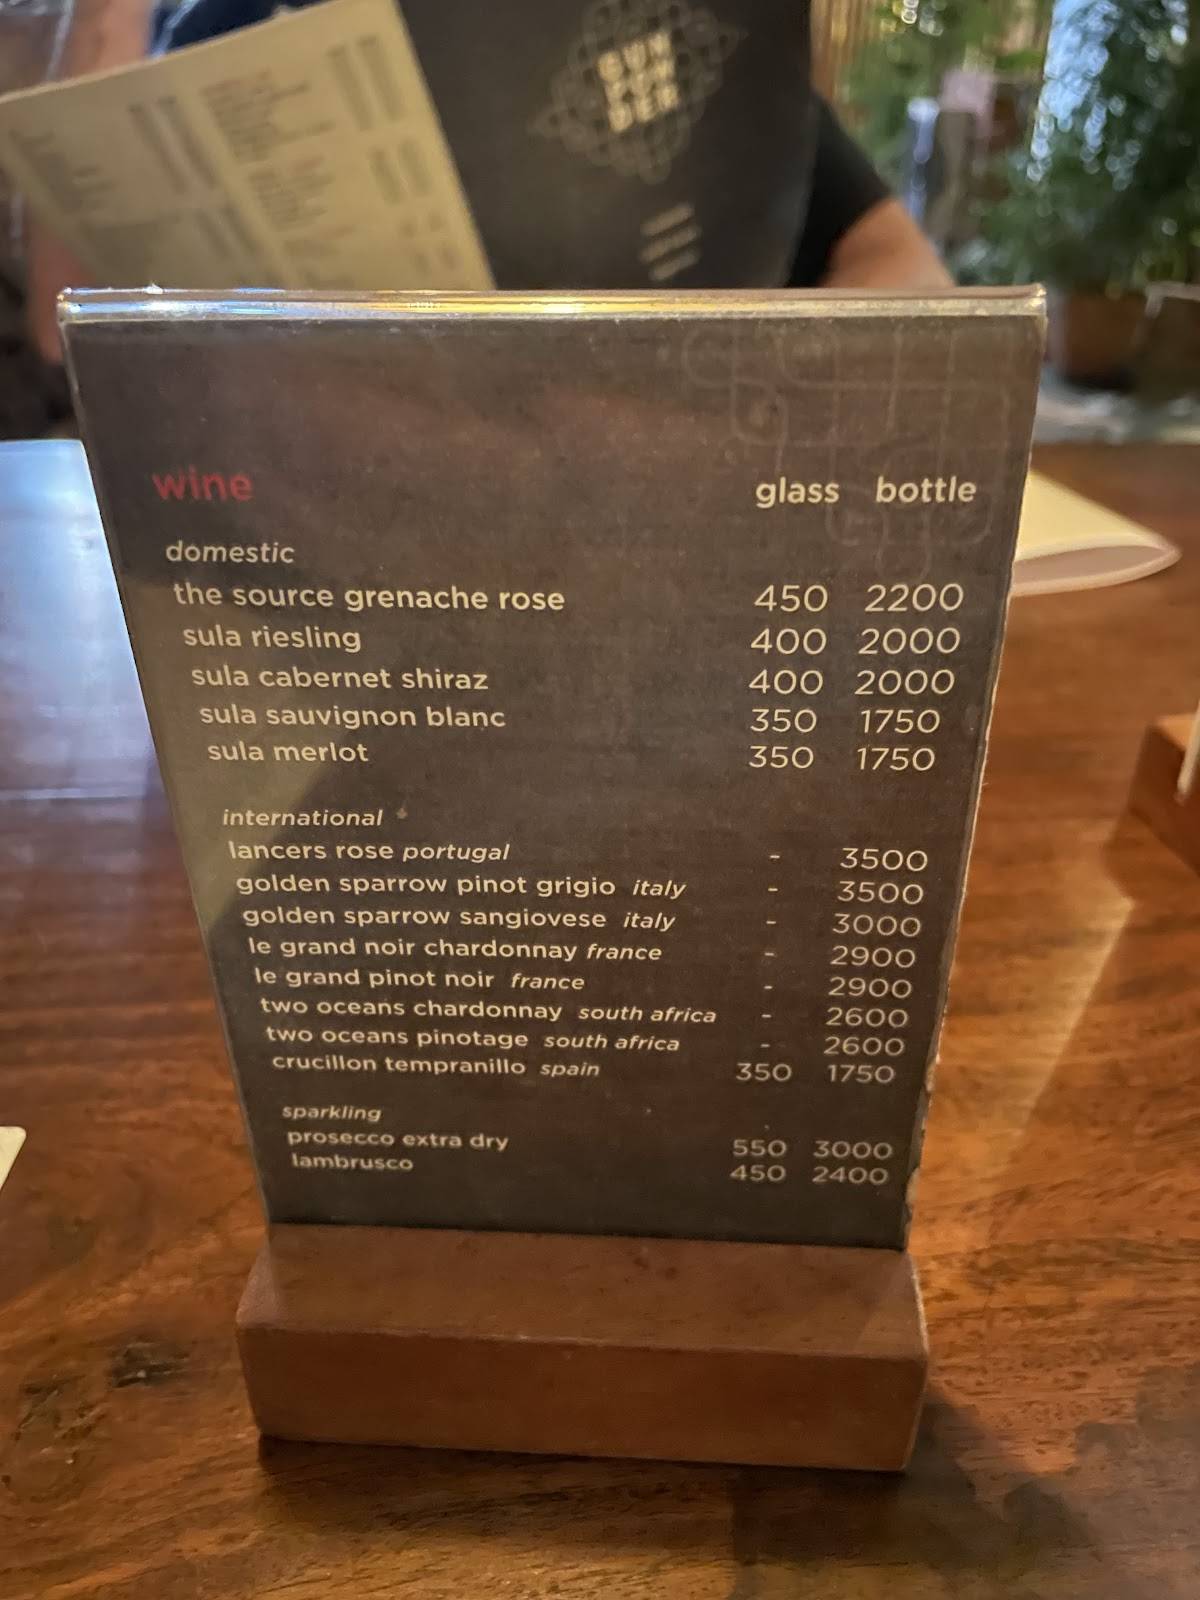 GUN
POW
DER
wine glass bottle
domestic
the source grenache rose 450 2200
sula riesling 400 2000
sula cabernet shiraz 400 2000
sula sauvignon blanc 350 1750
sula merlot 350 1750
international
lancers rose portugal - 3500
golden sparrow pinot grigio italy - 3500
golden sparrow sangiovese italy - 3000
le grand noir chardonnay france - 2900
le grand pinot noir france - 2900
two oceans chardonnay south africa - 2600
two oceans pinotage south africa - 2600
crucillon tempranillo spain 350 1750
sparkling
prosecco extra dry 550 3000
lambrusco 450 2400